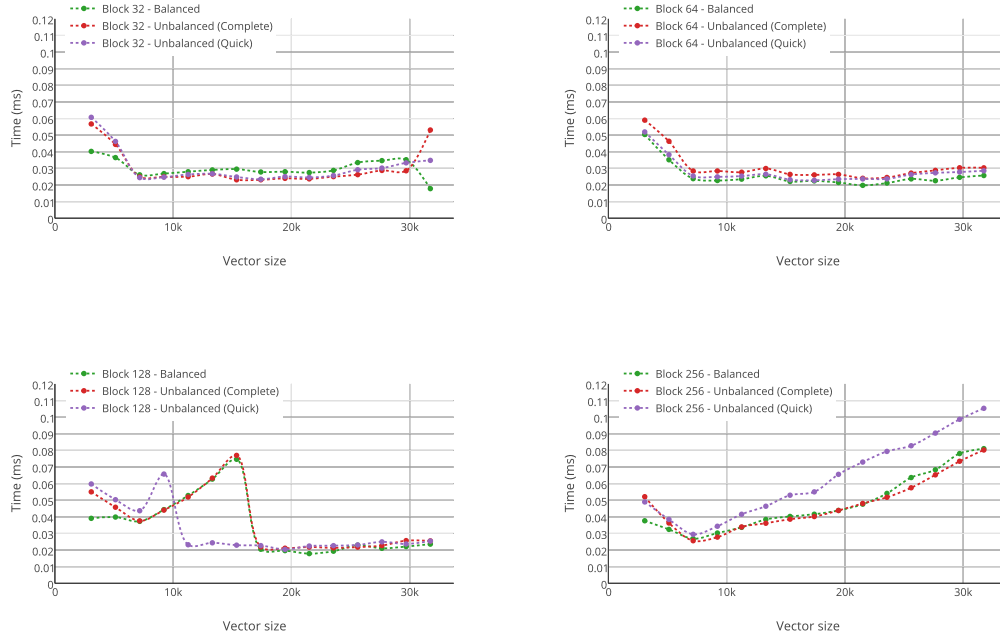 Block 32 - Balanced
Block 32 - Unbalanced (Complete)
Block 32 - Unbalanced (Quick)
0.12
0.11
0.1
0.09
0.08
0.07
0.06
0.05
0.04
0.03
0.02
0.01
0
Time (ms)
0
10k
20k
30k
Vector size
Block 64 - Balanced
Block 64 - Unbalanced (Complete)
Block 64 - Unbalanced (Quick)
0.12
0.11
0.1
0.09
0.08
0.07
0.06
0.05
0.04
0.03
0.02
0.01
0
Time (ms)
0
10k
20k
30k
Vector size
Block 128 - Balanced
Block 128 - Unbalanced (Complete)
Block 128 - Unbalanced (Quick)
0.12
0.11
0.1
0.09
0.08
0.07
0.06
0.05
0.04
0.03
0.02
0.01
0
Time (ms)
0
10k
20k
30k
Vector size
Block 256 - Balanced
Block 256 - Unbalanced (Complete)
Block 256 - Unbalanced (Quick)
0.12
0.11
0.1
0.09
0.08
0.07
0.06
0.05
0.04
0.03
0.02
0.01
0
Time (ms)
0
10k
20k
30k
Vector size